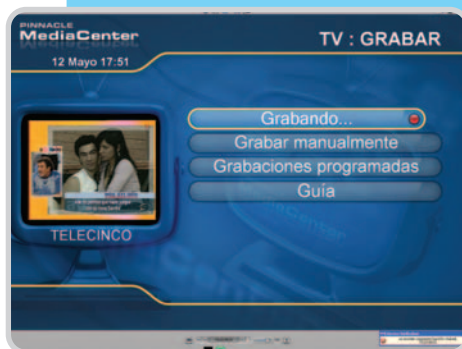 PINNACLE
MediaCenter
TV : GRABAR
12 Mayo 17:51
Grabando...
Grabar manualmente
Grabaciones programadas
Guía
TELECINCO